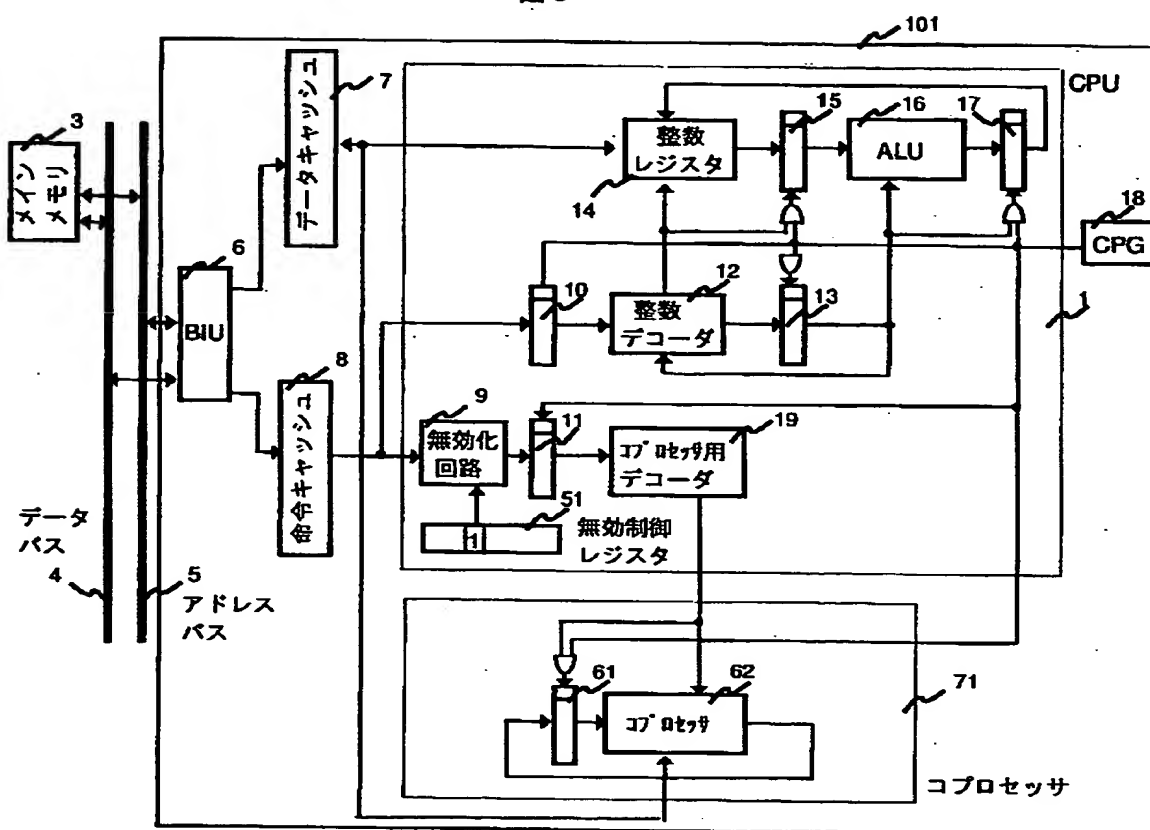 101
7
データキャッシュ
CPU
3
メイン
メモリ
整数
レジスタ
14
15
16
ALU
17
18
CPG
6
BIU
10
12
整数
デコーダ
13
1
8
命令キャッシュ
9
無効化
回路
11
19
コプロセッサ用
デコーダ
51
1
無効制御
レジスタ
データ
バス
4
5
アドレス
バス
61
62
コプロセッサ
71
コプロセッサ